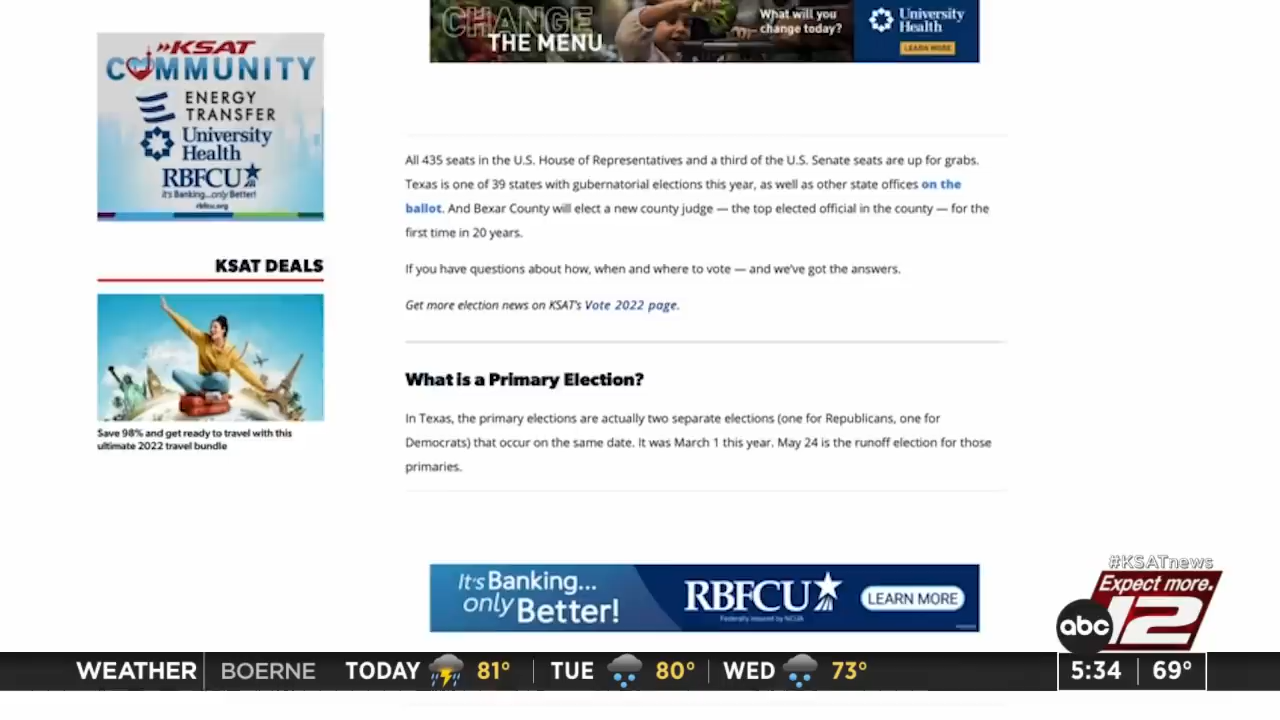 CHANGE
THE MENU
What will you
change today?
University
Health
LEARN MORE
»KSAT
COMMUNITY
ENERGY
TRANSFER
University
Health
RBFCU
It's Banking...only Better!
rbfcu.org
KSAT DEALS
Save 98% and get ready to travel with this
ultimate 2022 travel bundle
All 435 seats in the U.S. House of Representatives and a third of the U.S. Senate seats are up for grabs.
Texas is one of 39 states with gubernatorial elections this year, as well as other state offices on the
ballot. And Bexar County will elect a new county judge — the top elected official in the county — for the
first time in 20 years.
If you have questions about how, when and where to vote — and we've got the answers.
Get more election news on KSAT's Vote 2022 page.
What is a Primary Election?
In Texas, the primary elections are actually two separate elections (one for Republicans, one for
Democrats) that occur on the same date. It was March 1 this year. May 24 is the runoff election for those
primaries.
It's Banking...
only Better!
RBFCU
Federally insured by NCUA
LEARN MORE
#KSATnews
Expect more.
abc 12
WEATHER BOERNE TODAY 81° TUE 80° WED 73° 5:34 69°